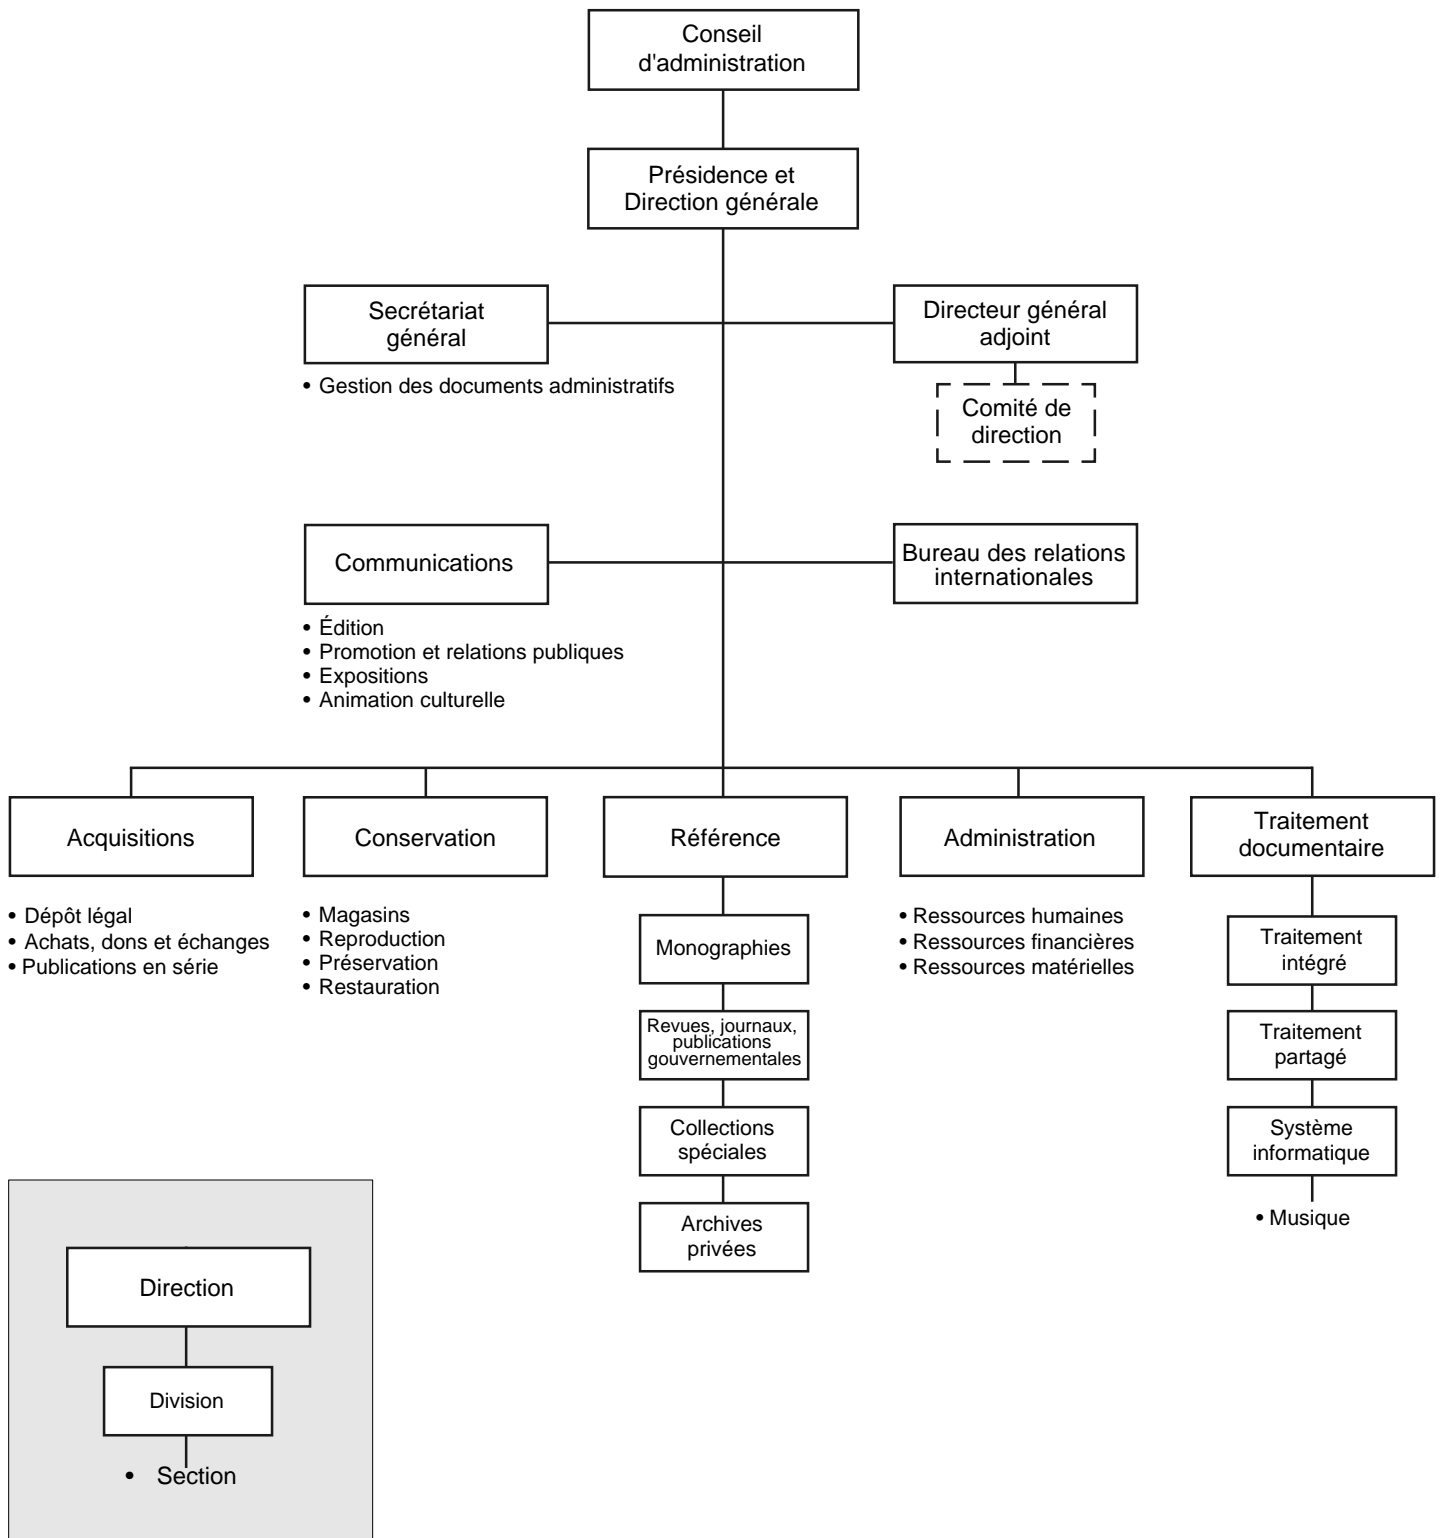 Conseil
d'administration
Présidence et
Direction générale
Secrétariat
général
• Gestion des documents administratifs
Directeur général
adjoint
Comité de
direction
Communications
• Édition
• Promotion et relations publiques
• Expositions
• Animation culturelle
Bureau des relations
internationales
Acquisitions
• Dépôt légal
• Achats, dons et échanges
• Publications en série
Conservation
• Magasins
• Reproduction
• Préservation
• Restauration
Référence
Monographies
Revues, journaux,
publications
gouvernementales
Collections
spéciales
Archives
privées
Administration
• Ressources humaines
• Ressources financières
• Ressources matérielles
Traitement
documentaire
Traitement
intégré
Traitement
partagé
Système
informatique
• Musique
Direction
Division
• Section